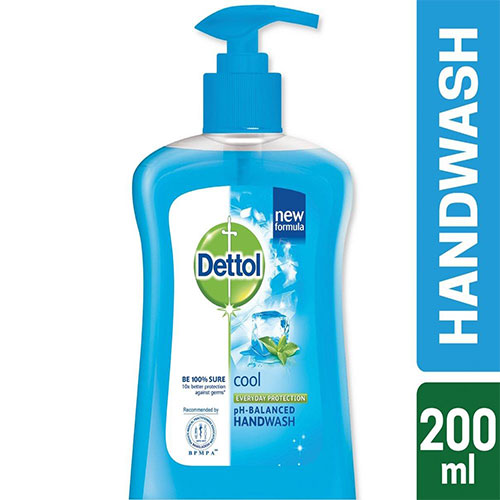 new
formula
Dettol
BE 100% SURE
10x better protection
against germs*
cool
EVERYDAY PROTECTION
pH-BALANCED
HANDWASH
Recommended by
BPMPA
HANDWASH
200
ml